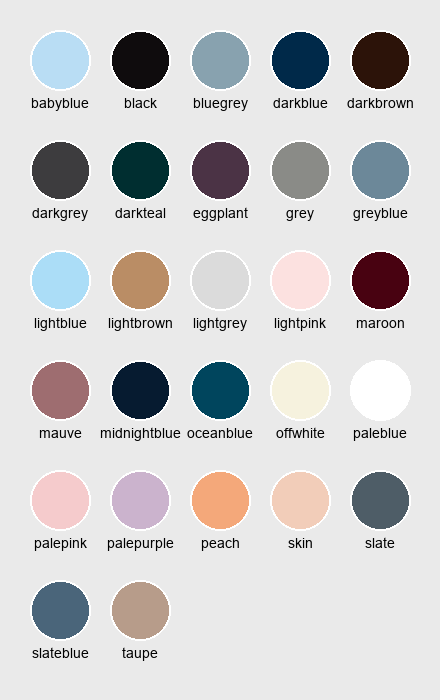 babyblue black bluegrey darkblue darkbrown
darkgrey darkteal eggplant grey greyblue
lightblue lightbrown lightgrey lightpink maroon
mauve midnightblue oceanblue offwhite paleblue
palepink palepurple peach skin slate
slateblue taupe